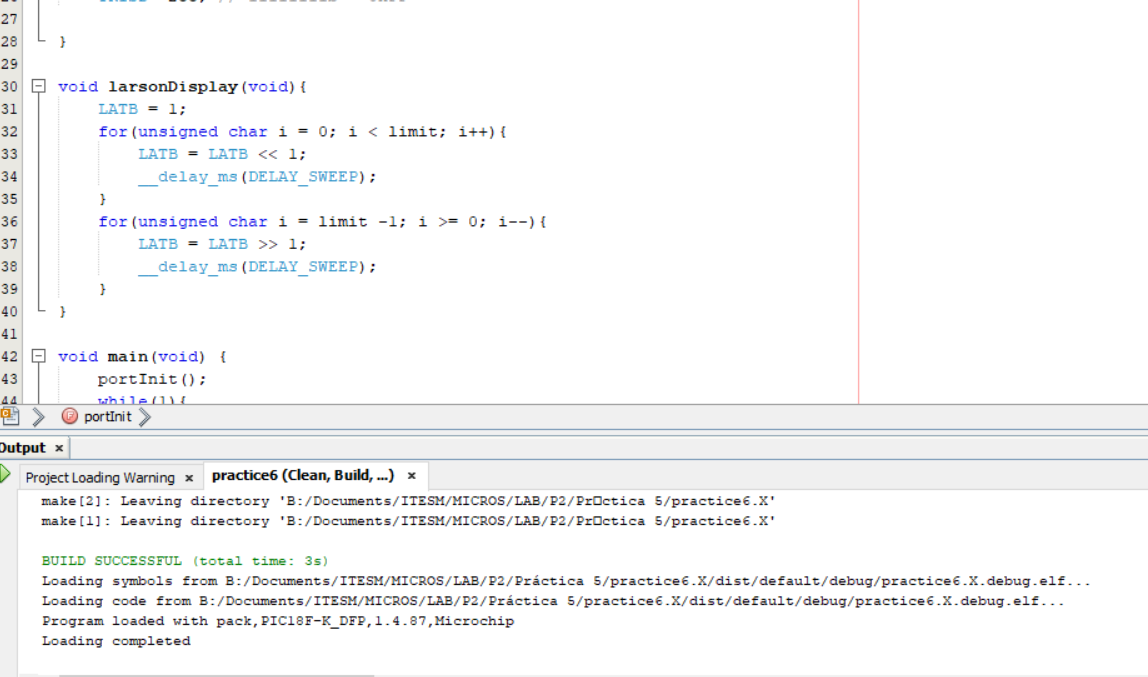 27
28 }
29
30 void larsonDisplay(void){
31 LATB = 1;
32 for(unsigned char i = 0; i < limit; i++){
33 LATB = LATB << 1;
34 __delay_ms(DELAY_SWEEP);
35 }
36 for(unsigned char i = limit -1; i >= 0; i--){
37 LATB = LATB >> 1;
38 __delay_ms(DELAY_SWEEP);
39 }
40 }
41
42 void main(void) {
43 portInit();
44 while(1){
portInit
Output x
Project Loading Warning x practice6 (Clean, Build, ...) x
make[2]: Leaving directory 'B:/Documents/ITESM/MICROS/LAB/P2/Pr□ctica 5/practice6.X'
make[1]: Leaving directory 'B:/Documents/ITESM/MICROS/LAB/P2/Pr□ctica 5/practice6.X'
BUILD SUCCESSFUL (total time: 3s)
Loading symbols from B:/Documents/ITESM/MICROS/LAB/P2/Práctica 5/practice6.X/dist/default/debug/practice6.X.debug.elf...
Loading code from B:/Documents/ITESM/MICROS/LAB/P2/Práctica 5/practice6.X/dist/default/debug/practice6.X.debug.elf...
Program loaded with pack,PIC18F-K_DFP,1.4.87,Microchip
Loading completed